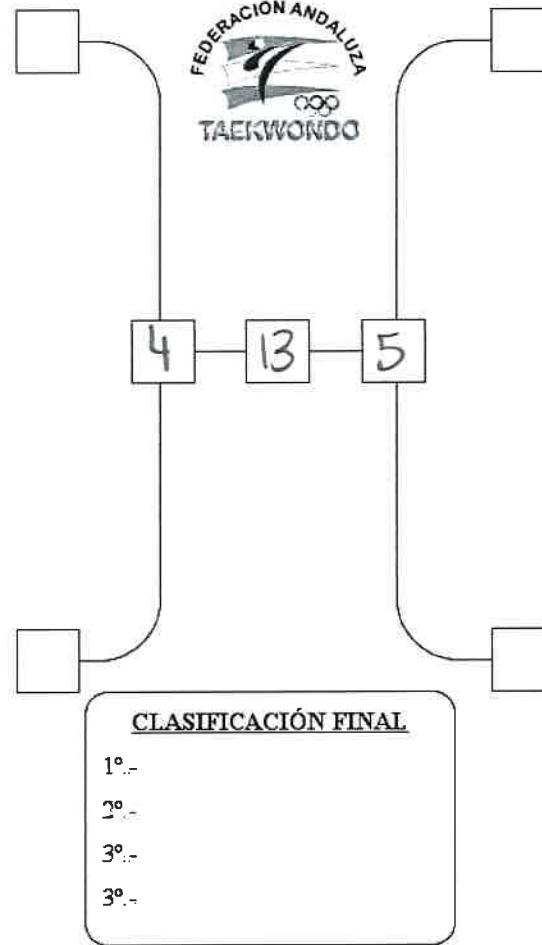 FEDERACION ANDALUZA
TAEKWONDO
4 13 5
CLASIFICACIÓN FINAL
1º.-
2º.-
3º.-
3º.-